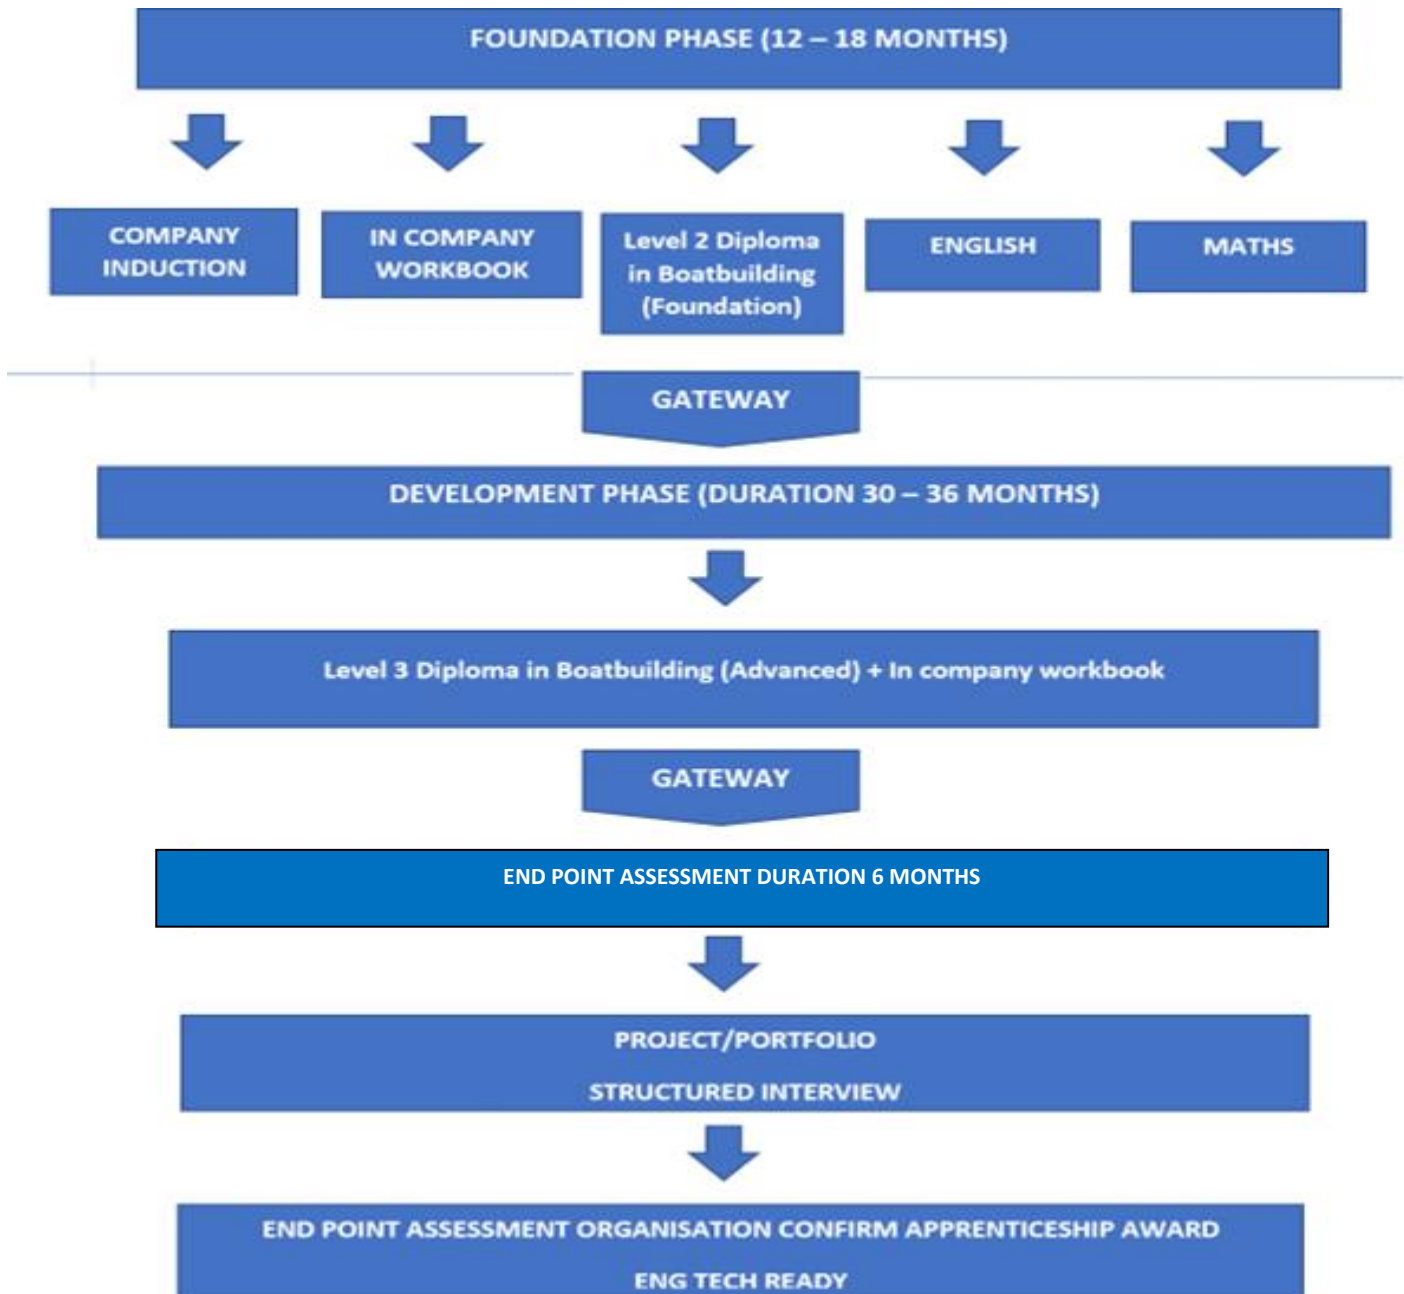 FOUNDATION PHASE (12 – 18 MONTHS)
COMPANY
INDUCTION
IN COMPANY
WORKBOOK
Level 2 Diploma
in Boatbuilding
(Foundation)
ENGLISH
MATHS
GATEWAY
DEVELOPMENT PHASE (DURATION 30 – 36 MONTHS)
Level 3 Diploma in Boatbuilding (Advanced) + In company workbook
GATEWAY
END POINT ASSESSMENT DURATION 6 MONTHS
PROJECT/PORTFOLIO
STRUCTURED INTERVIEW
END POINT ASSESSMENT ORGANISATION CONFIRM APPRENTICESHIP AWARD
ENG TECH READY